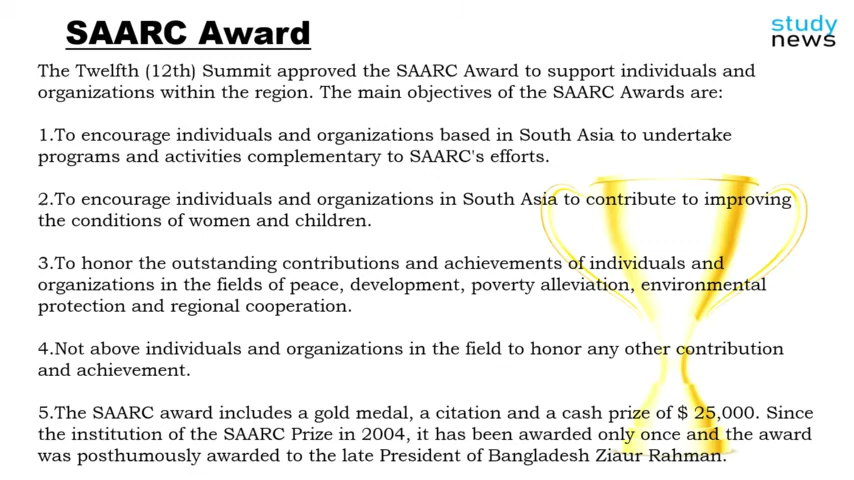 SAARC Award
study
news
The Twelfth (12th) Summit approved the SAARC Award to support individuals and
organizations within the region. The main objectives of the SAARC Awards are:
1.To encourage individuals and organizations based in South Asia to undertake
programs and activities complementary to SAARC's efforts.
2.To encourage individuals and organizations in South Asia to contribute to improving
the conditions of women and children.
3.To honor the outstanding contributions and achievements of individuals and
organizations in the fields of peace, development, poverty alleviation, environmental
protection and regional cooperation.
4.Not above individuals and organizations in the field to honor any other contribution
and achievement.
5.The SAARC award includes a gold medal, a citation and a cash prize of $ 25,000. Since
the institution of the SAARC Prize in 2004, it has been awarded only once and the award
was posthumously awarded to the late President of Bangladesh Ziaur Rahman.